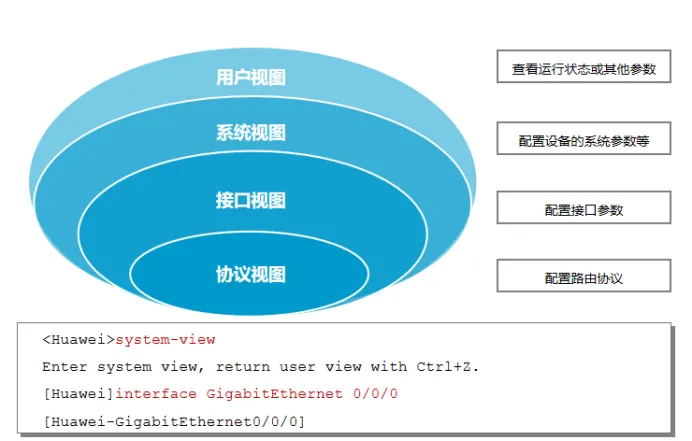 用户视图
查看运行状态或其他参数
系统视图
配置设备的系统参数等
接口视图
配置接口参数
协议视图
配置路由协议
<Huawei>system-view
Enter system view, return user view with Ctrl+Z.
[Huawei]interface GigabitEthernet 0/0/0
[Huawei-GigabitEthernet0/0/0]